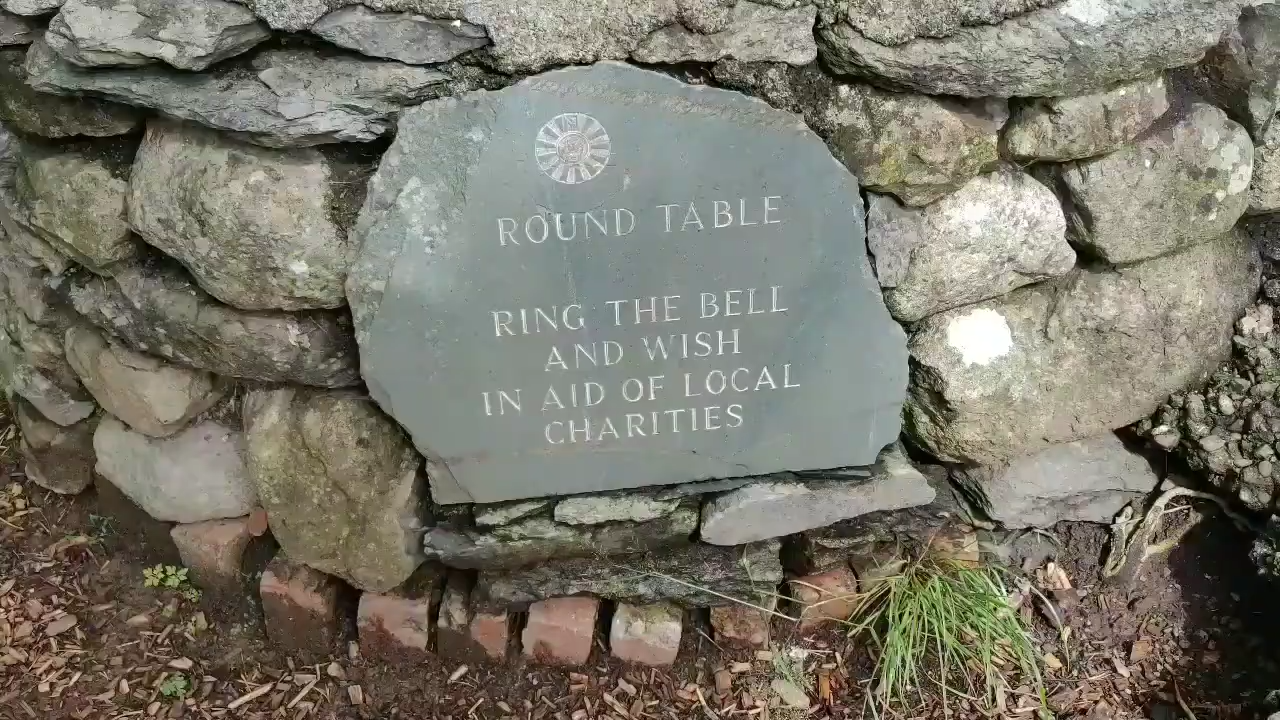 ROUND TABLE
RING THE BELL
AND WISH
IN AID OF LOCAL
CHARITIES